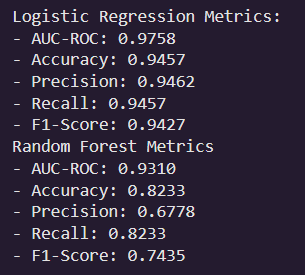 Logistic Regression Metrics:
- AUC-ROC: 0.9758
- Accuracy: 0.9457
- Precision: 0.9462
- Recall: 0.9457
- F1-Score: 0.9427
Random Forest Metrics
- AUC-ROC: 0.9310
- Accuracy: 0.8233
- Precision: 0.6778
- Recall: 0.8233
- F1-Score: 0.7435